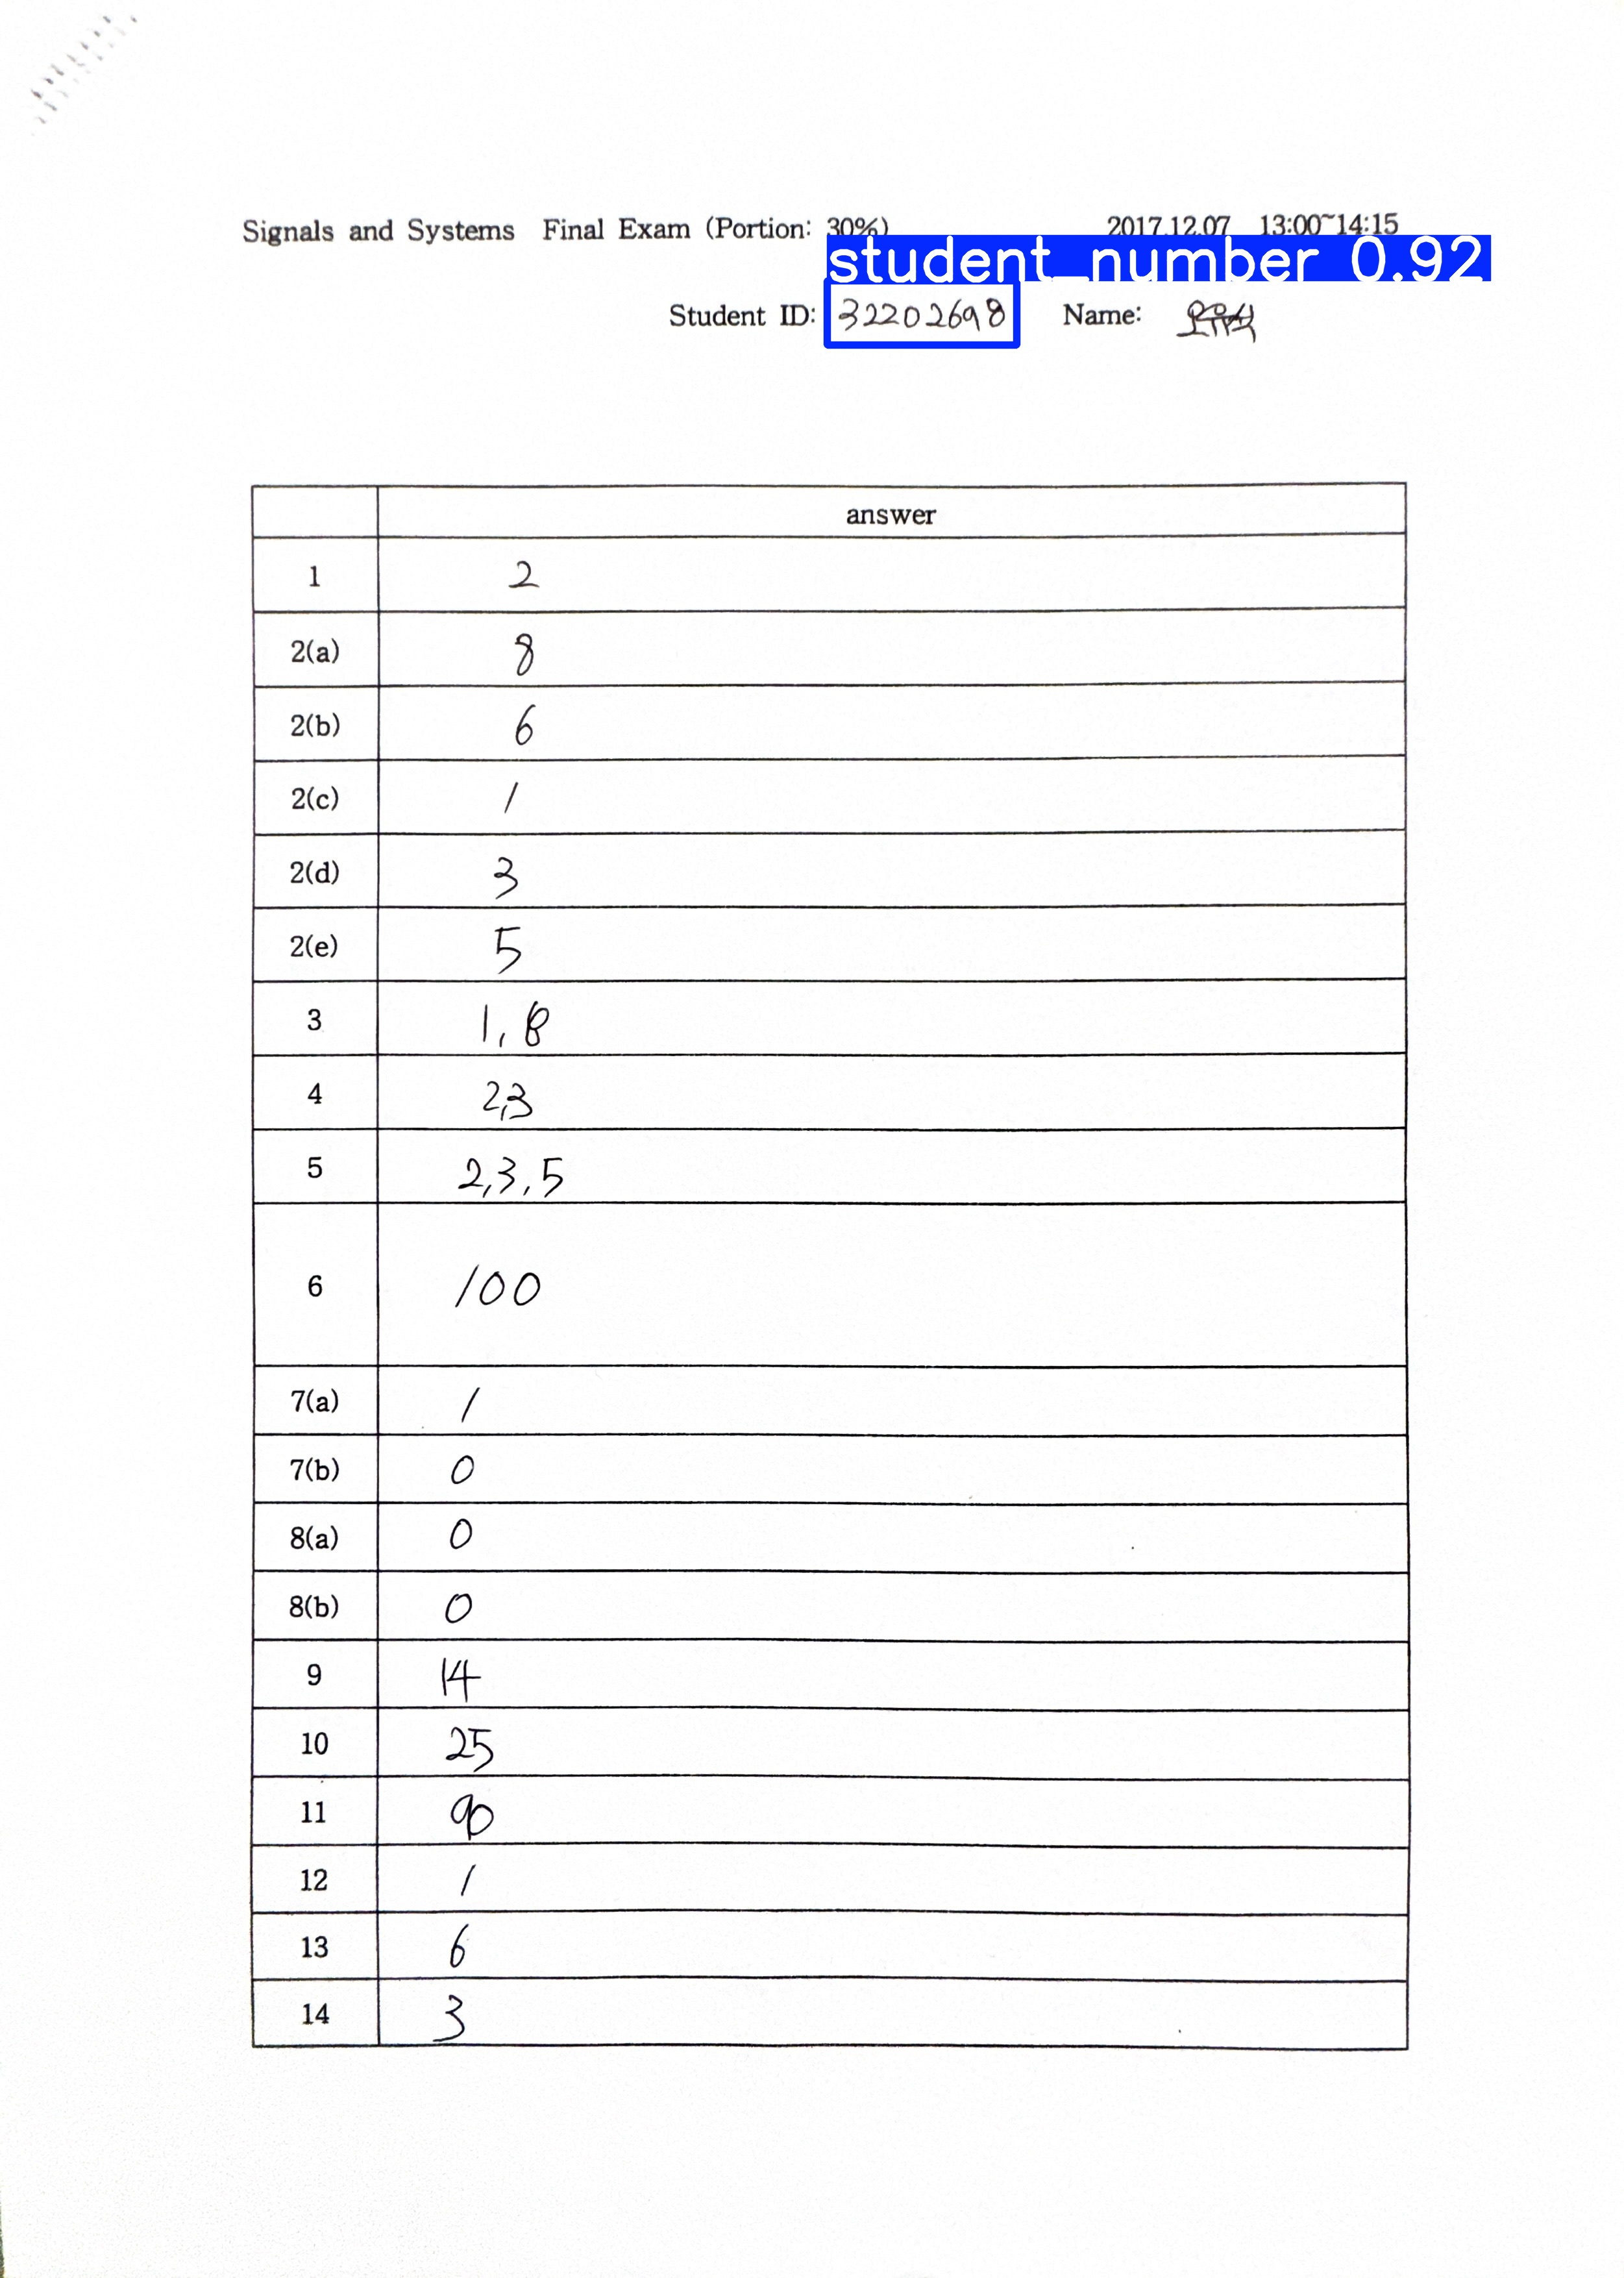 Signals and Systems Final Exam (Portion: 30%) 2017.12.07 13:00~14:15
student_number 0.92
Student ID: 32202698 Name:
answer
1 2
2(a) 8
2(b) 6
2(c) 1
2(d) 3
2(e) 5
3 1, 8
4 2,3
5 2,3,5
6 100
7(a) 1
7(b) 0
8(a) 0
8(b) 0
9 14
10 25
11 90
12 1
13 6
14 3